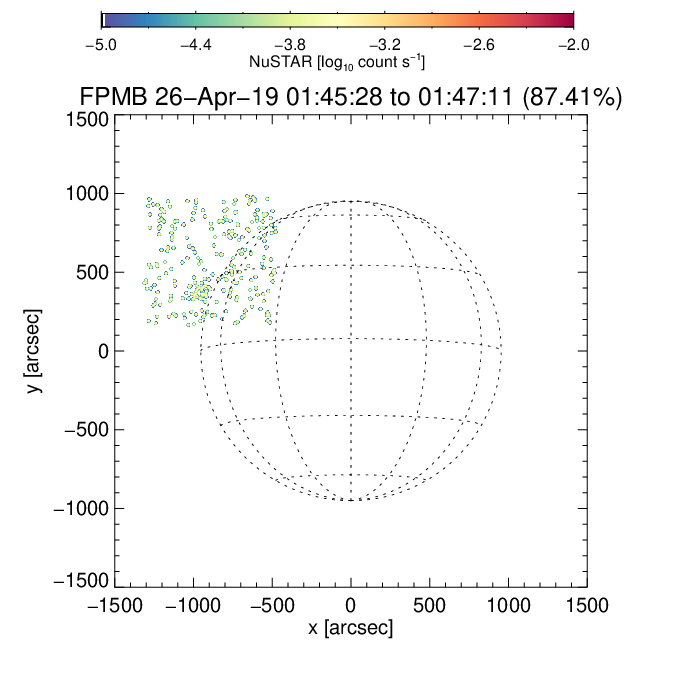 −5.0 −4.4 −3.8 −3.2 −2.6 −2.0
NuSTAR [log₁₀ count s⁻¹]
FPMB 26−Apr−19 01:45:28 to 01:47:11 (87.41%)
1500
1000
500
0
−500
−1000
−1500
y [arcsec]
−1500 −1000 −500 0 500 1000 1500
x [arcsec]